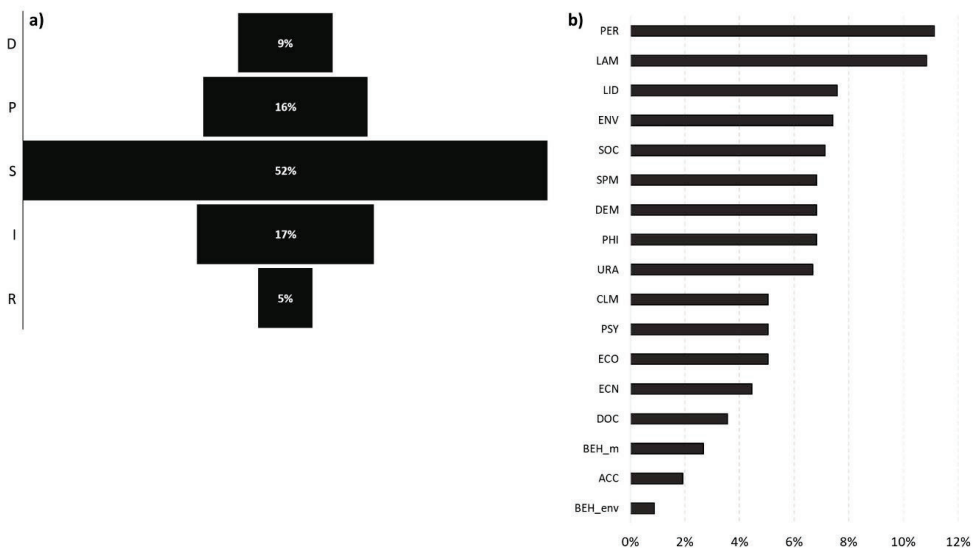 a)
D
9%
P
16%
S
52%
I
17%
R
5%
b)
PER
LAM
LID
ENV
SOC
SPM
DEM
PHI
URA
CLM
PSY
ECO
ECN
DOC
BEH_m
ACC
BEH_env
0% 2% 4% 6% 8% 10% 12%